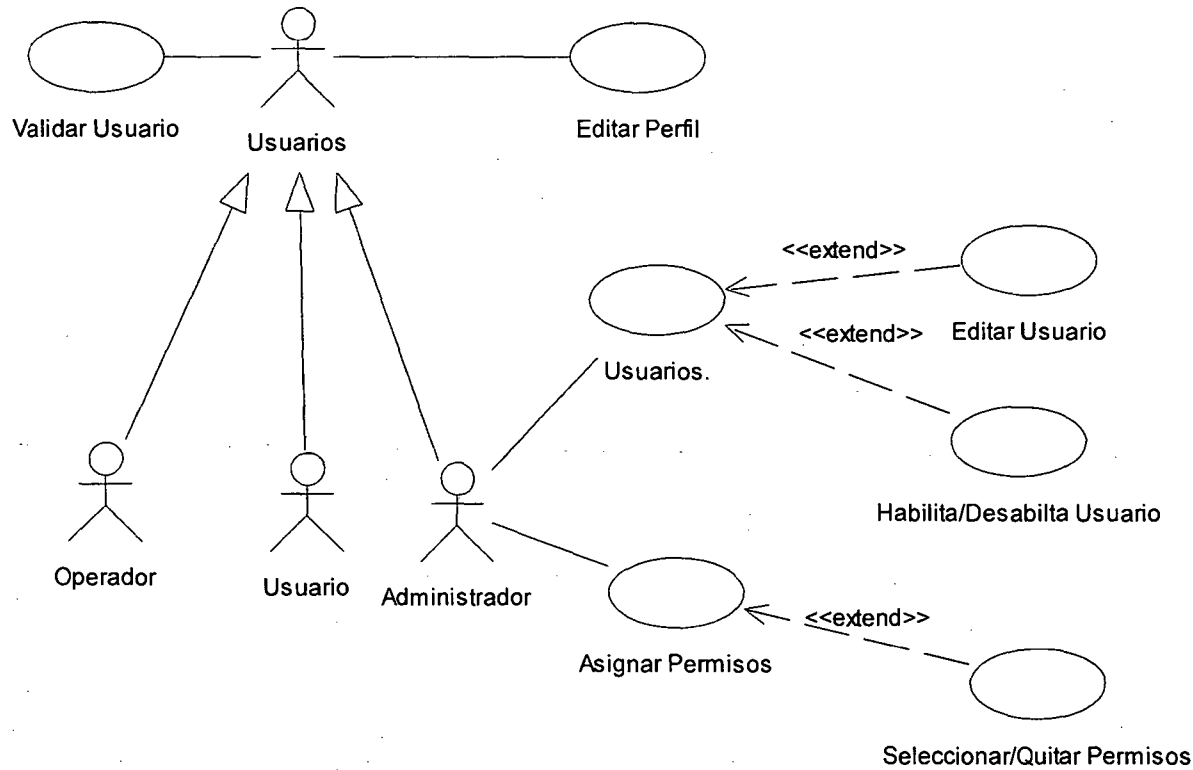 Validar Usuario
Usuarios
Editar Perfil
<<extend>>
<<extend>>
Editar Usuario
Usuarios.
Habilita/Desabilta Usuario
Operador
Usuario
Administrador
<<extend>>
Asignar Permisos
Seleccionar/Quitar Permisos